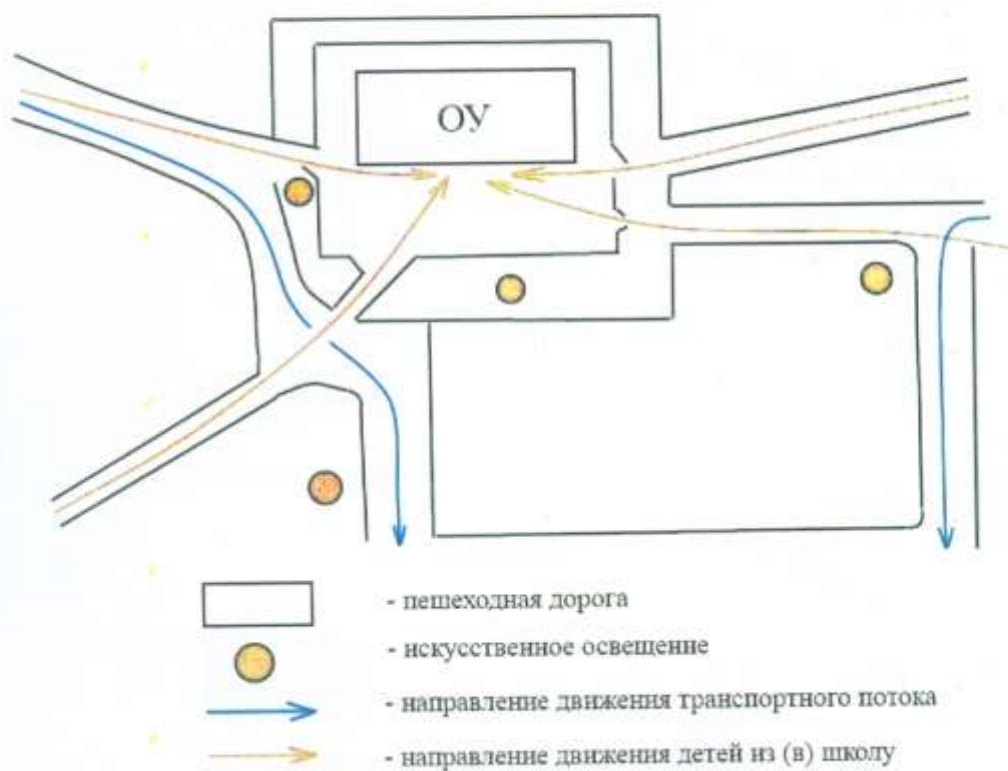 ОУ
- пешеходная дорога
- искусственное освещение
- направление движения транспортного потока
- направление движения детей из (в) школу